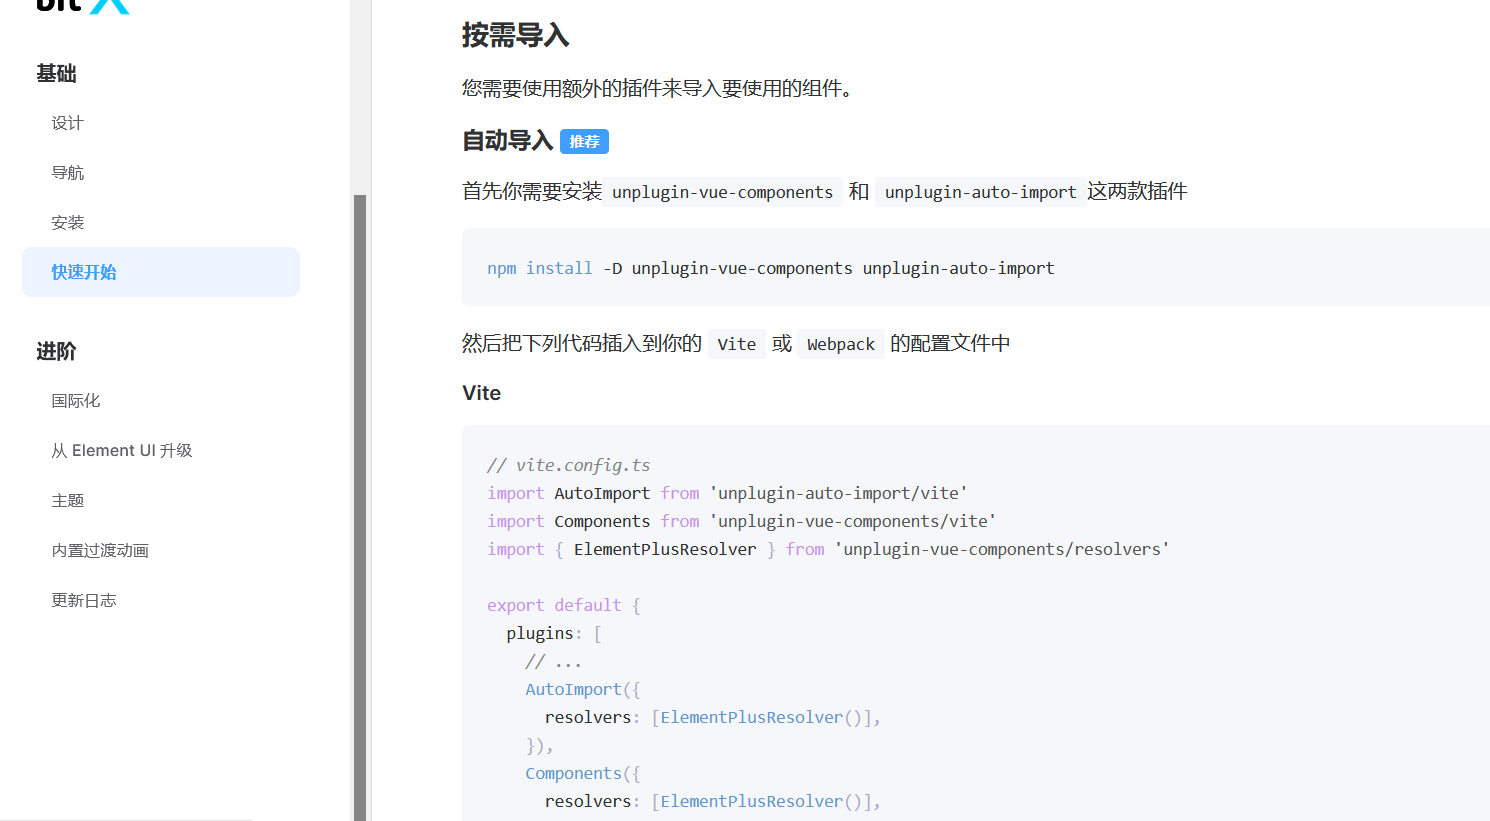 bit
基础
设计
导航
安装
快速开始
进阶
国际化
从 Element UI 升级
主题
内置过渡动画
更新日志
按需导入
您需要使用额外的插件来导入要使用的组件。
自动导入 推荐
首先你需要安装 unplugin-vue-components 和 unplugin-auto-import 这两款插件
npm install -D unplugin-vue-components unplugin-auto-import
然后把下列代码插入到你的 Vite 或 Webpack 的配置文件中
Vite
// vite.config.ts
import AutoImport from 'unplugin-auto-import/vite'
import Components from 'unplugin-vue-components/vite'
import { ElementPlusResolver } from 'unplugin-vue-components/resolvers'
export default {
plugins: [
// ...
AutoImport({
resolvers: [ElementPlusResolver()],
}),
Components({
resolvers: [ElementPlusResolver()],